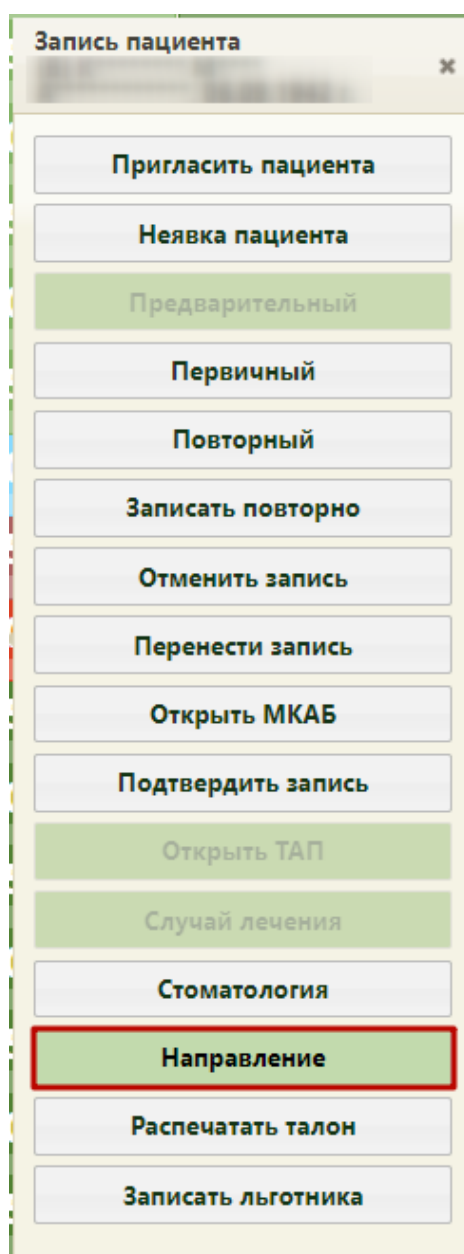 Запись пациента
Пригласить пациента
Неявка пациента
Предварительный
Первичный
Повторный
Записать повторно
Отменить запись
Перенести запись
Открыть МКАБ
Подтвердить запись
Открыть ТАП
Случай лечения
Стоматология
Направление
Распечатать талон
Записать льготника